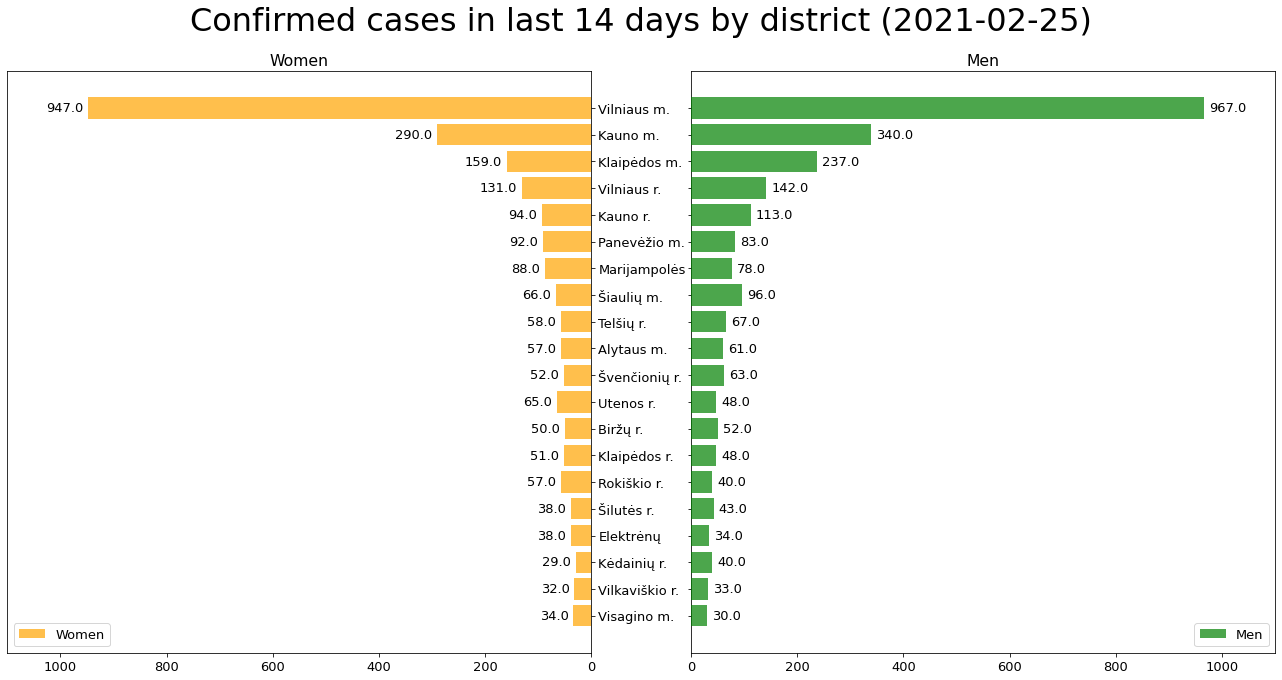 Confirmed cases in last 14 days by district (2021-02-25)
Women Men
947.0 Vilniaus m. 967.0
290.0 Kauno m. 340.0
159.0 Klaipėdos m. 237.0
131.0 Vilniaus r. 142.0
94.0 Kauno r. 113.0
92.0 Panevėžio m. 83.0
88.0 Marijampolės 78.0
66.0 Šiaulių m. 96.0
58.0 Telšių r. 67.0
57.0 Alytaus m. 61.0
52.0 Švenčionių r. 63.0
65.0 Utenos r. 48.0
50.0 Biržų r. 52.0
51.0 Klaipėdos r. 48.0
57.0 Rokiškio r. 40.0
38.0 Šilutės r. 43.0
38.0 Elektrėnų 34.0
29.0 Kėdainių r. 40.0
32.0 Vilkaviškio r. 33.0
34.0 Visagino m. 30.0
Women Men
1000 800 600 400 200 0 0 200 400 600 800 1000